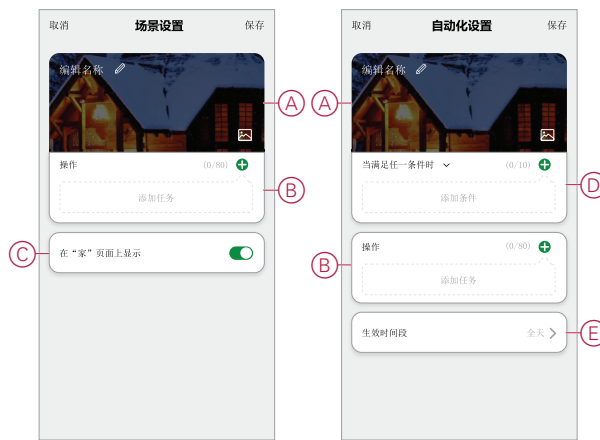 取消 场景设置 保存
编辑名称
A
操作 (0/80)
添加任务
B
C
在“家”页面上显示
取消 自动化设置 保存
编辑名称
A
当满足任一条件时 (0/10)
添加条件
D
操作 (0/80)
添加任务
B
生效时间段 全天
E